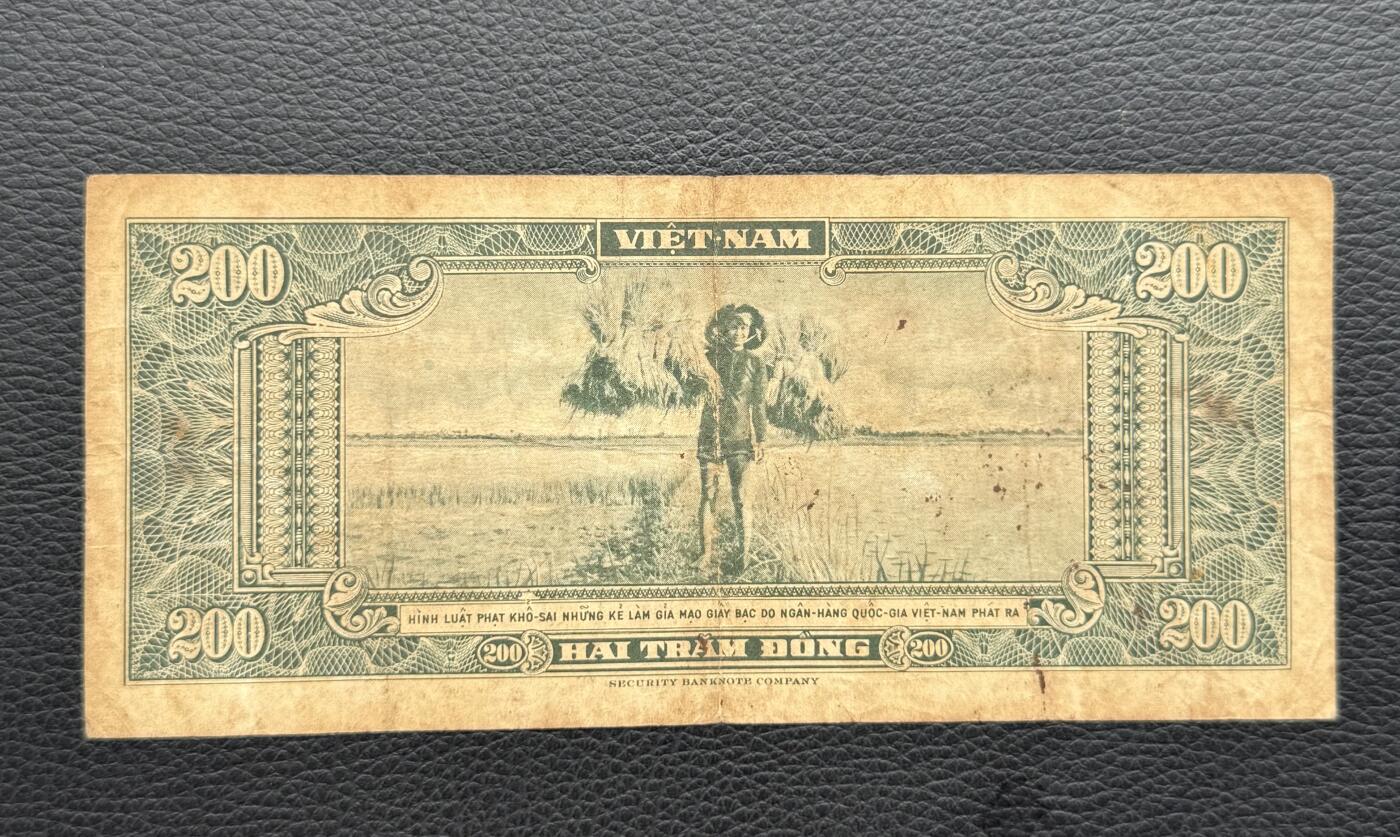 VIỆT-NAM
200 200
HÌNH LUẬT PHẠT KHỔ-SAI NHỮNG KẺ LÀM GIẢ MẠO GIẤY BẠC DO NGÂN-HÀNG QUỐC-GIA VIỆT-NAM PHÁT RA
200 200
200 HAI TRĂM ĐỒNG 200
SECURITY BANKNOTE COMPANY